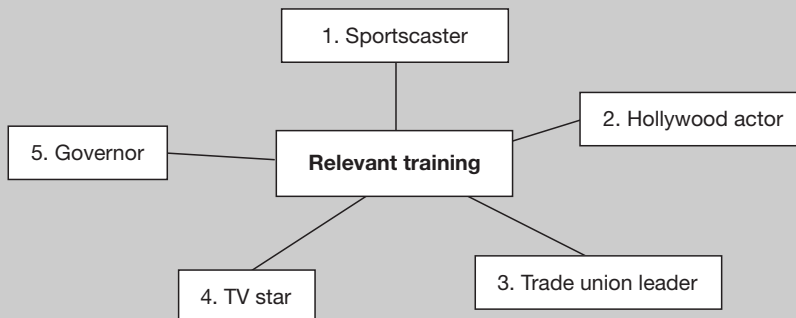 1. Sportscaster
2. Hollywood actor
5. Governor
Relevant training
3. Trade union leader
4. TV star